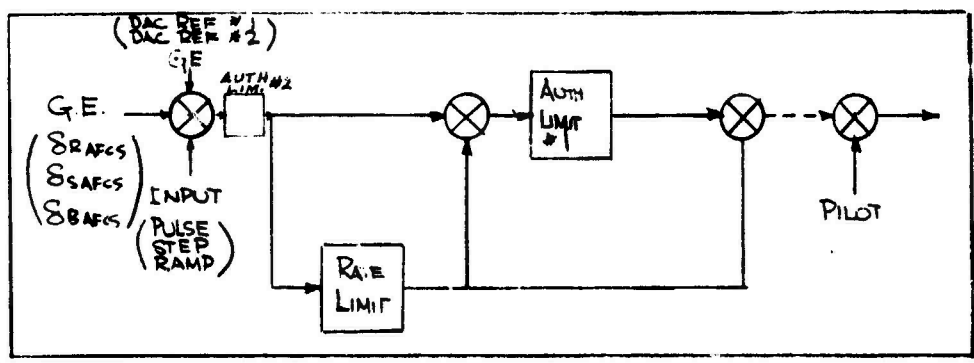 (DAC REF #1
DAC REF #2)
GE
AUTH #2
LIM.
G.E.
(δRAFCS
δSAFCS
δBAFCS)
INPUT
(PULSE
STEP
RAMP)
AUTH
LIMIT
#1
RATE
LIMIT
PILOT